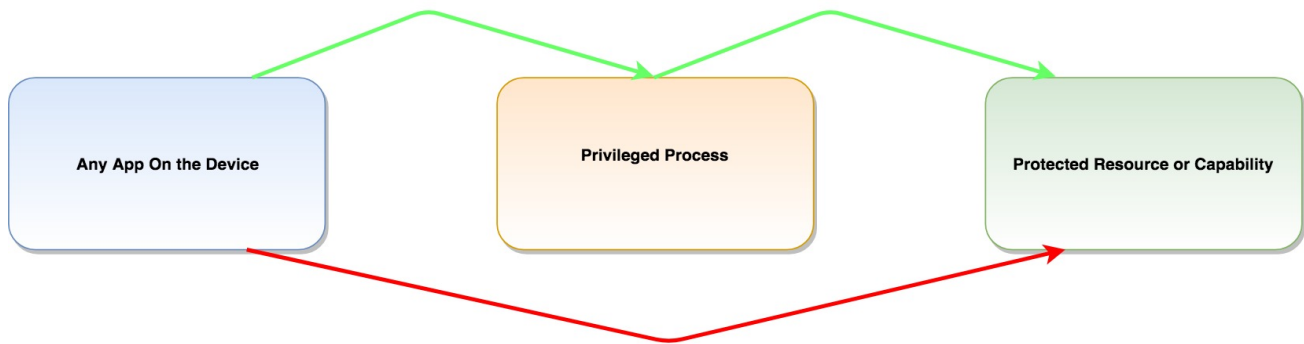 Any App On the Device
Privileged Process
Protected Resource or Capability